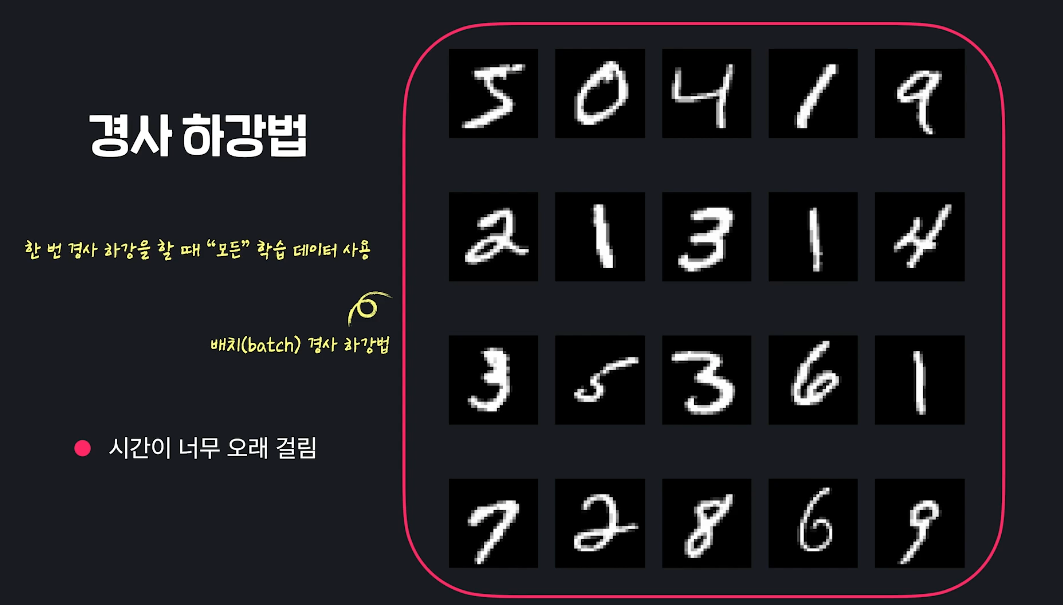 경사 하강법
한 번 경사 하강을 할 때 “모든” 학습 데이터 사용
배치(batch) 경사 하강법
시간이 너무 오래 걸림
5 0 4 1 9
2 1 3 1 4
3 5 3 6 1
7 2 8 6 9